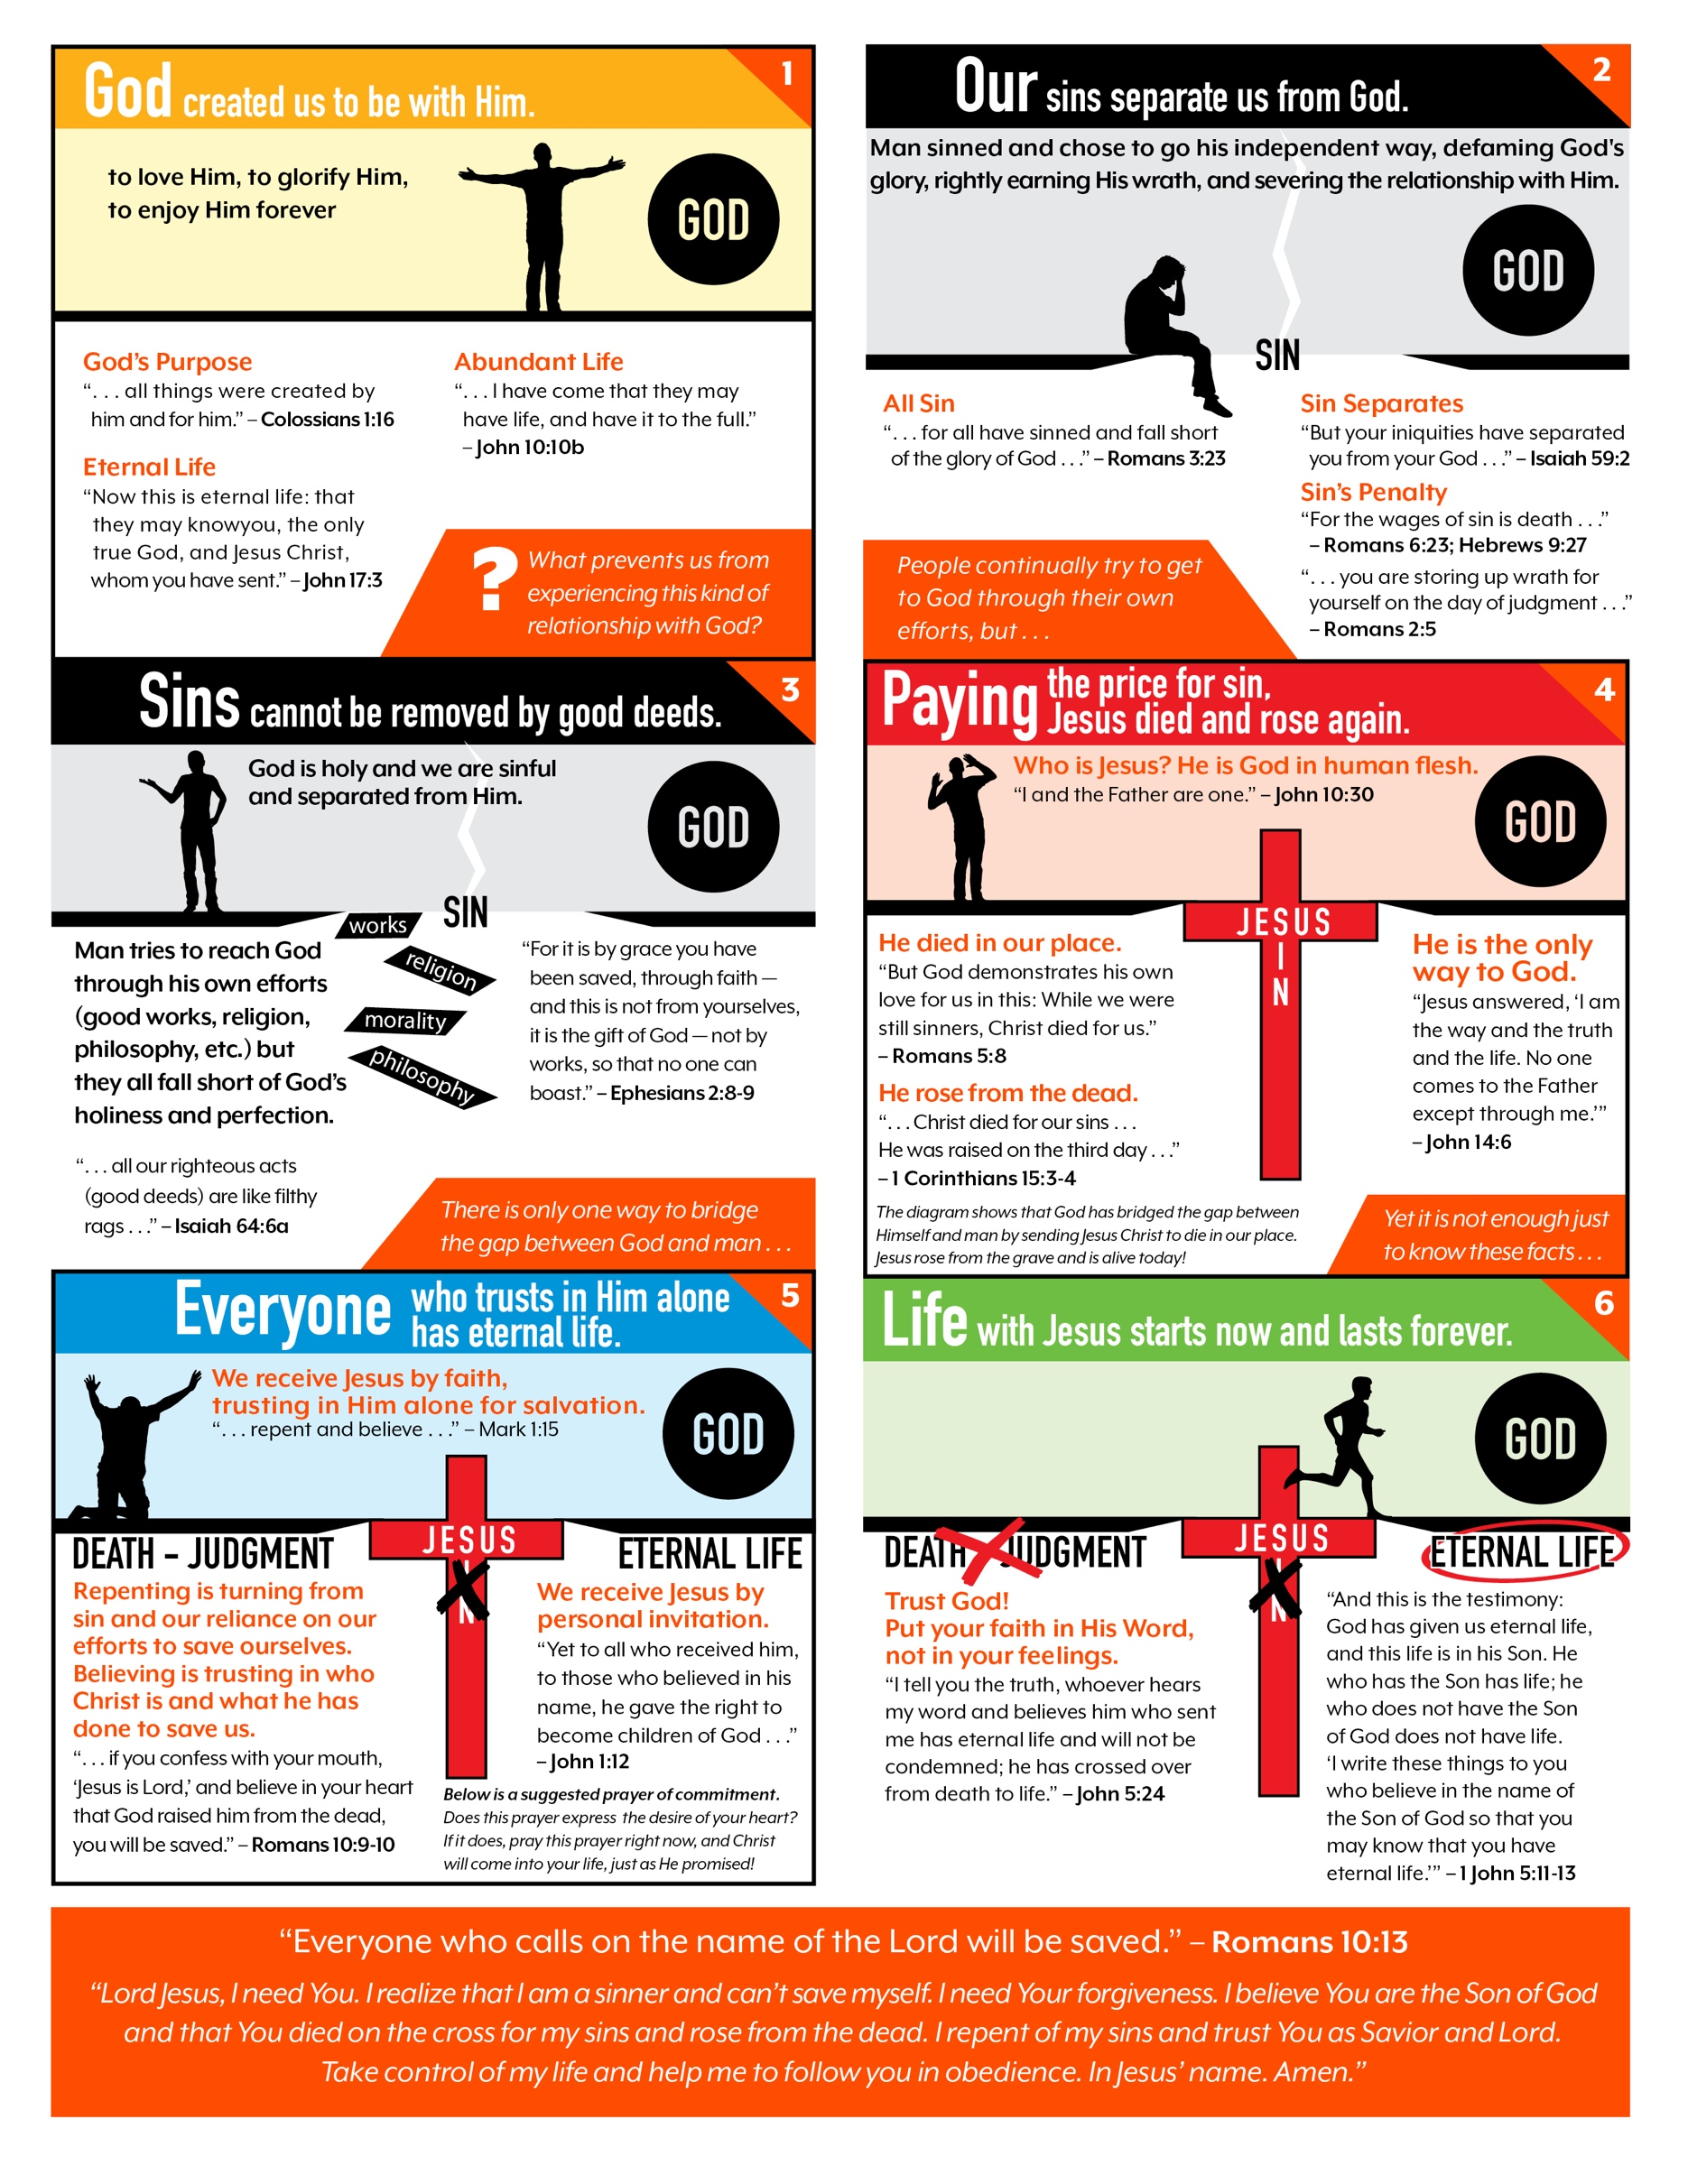 God created us to be with Him.
1
to love Him, to glorify Him,
to enjoy Him forever
GOD
God's Purpose
“. . . all things were created by
him and for him.” – Colossians 1:16
Eternal Life
“Now this is eternal life: that
they may knowyou, the only
true God, and Jesus Christ,
whom you have sent.” – John 17:3
Abundant Life
“. . . I have come that they may
have life, and have it to the full.”
– John 10:10b
?
What prevents us from
experiencing this kind of
relationship with God?
Our sins separate us from God.
2
Man sinned and chose to go his independent way, defaming God's
glory, rightly earning His wrath, and severing the relationship with Him.
GOD
SIN
All Sin
“. . . for all have sinned and fall short
of the glory of God . . .” – Romans 3:23
Sin Separates
“But your iniquities have separated
you from your God . . .” – Isaiah 59:2
Sin’s Penalty
“For the wages of sin is death . . .”
– Romans 6:23; Hebrews 9:27
“. . . you are storing up wrath for
yourself on the day of judgment . . .”
– Romans 2:5
People continually try to get
to God through their own
efforts, but . . .
Sins cannot be removed by good deeds.
3
God is holy and we are sinful
and separated from Him.
GOD
SIN
works
religion
morality
philosophy
Man tries to reach God
through his own efforts
(good works, religion,
philosophy, etc.) but
they all fall short of God’s
holiness and perfection.
“. . . all our righteous acts
(good deeds) are like filthy
rags . . .” – Isaiah 64:6a
“For it is by grace you have
been saved, through faith —
and this is not from yourselves,
it is the gift of God — not by
works, so that no one can
boast.” – Ephesians 2:8-9
There is only one way to bridge
the gap between God and man . . .
Paying the price for sin,
Jesus died and rose again.
4
Who is Jesus? He is God in human flesh.
“I and the Father are one.” – John 10:30
GOD
JESUS
I
N
He died in our place.
“But God demonstrates his own
love for us in this: While we were
still sinners, Christ died for us.”
– Romans 5:8
He rose from the dead.
“. . . Christ died for our sins . . .
He was raised on the third day . . .”
– 1 Corinthians 15:3-4
The diagram shows that God has bridged the gap between
Himself and man by sending Jesus Christ to die in our place.
Jesus rose from the grave and is alive today!
He is the only
way to God.
“Jesus answered, ‘I am
the way and the truth
and the life. No one
comes to the Father
except through me.’”
– John 14:6
Yet it is not enough just
to know these facts . . .
Everyone who trusts in Him alone
has eternal life.
5
We receive Jesus by faith,
trusting in Him alone for salvation.
“. . . repent and believe . . .” – Mark 1:15
GOD
DEATH – JUDGMENT
JESUS
I
N
ETERNAL LIFE
Repenting is turning from
sin and our reliance on our
efforts to save ourselves.
Believing is trusting in who
Christ is and what he has
done to save us.
“. . . if you confess with your mouth,
‘Jesus is Lord,’ and believe in your heart
that God raised him from the dead,
you will be saved.” – Romans 10:9-10
We receive Jesus by
personal invitation.
“Yet to all who received him,
to those who believed in his
name, he gave the right to
become children of God . . .”
– John 1:12
Below is a suggested prayer of commitment.
Does this prayer express the desire of your heart?
If it does, pray this prayer right now, and Christ
will come into your life, just as He promised!
Life with Jesus starts now and lasts forever.
6
GOD
DEATH JUDGMENT
JESUS
I
N
ETERNAL LIFE
Trust God!
Put your faith in His Word,
not in your feelings.
“I tell you the truth, whoever hears
my word and believes him who sent
me has eternal life and will not be
condemned; he has crossed over
from death to life.” – John 5:24
“And this is the testimony:
God has given us eternal life,
and this life is in his Son. He
who has the Son has life; he
who does not have the Son
of God does not have life.
‘I write these things to you
who believe in the name of
the Son of God so that you
may know that you have
eternal life.’” – 1 John 5:11-13
“Everyone who calls on the name of the Lord will be saved.” – Romans 10:13
“Lord Jesus, I need You. I realize that I am a sinner and can’t save myself. I need Your forgiveness. I believe You are the Son of God
and that You died on the cross for my sins and rose from the dead. I repent of my sins and trust You as Savior and Lord.
Take control of my life and help me to follow you in obedience. In Jesus’ name. Amen.”